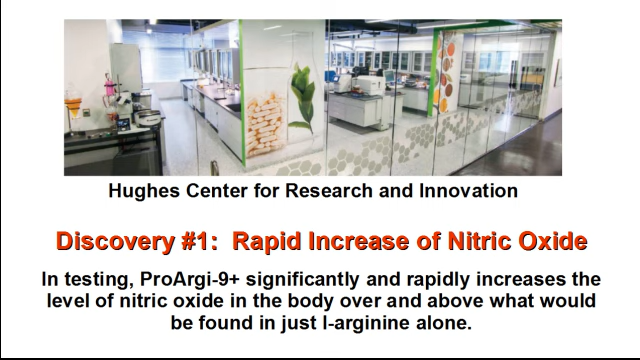 Hughes Center for Research and Innovation
Discovery #1:  Rapid Increase of Nitric Oxide
In testing, ProArgi-9+ significantly and rapidly increases the
level of nitric oxide in the body over and above what would
be found in just l-arginine alone.